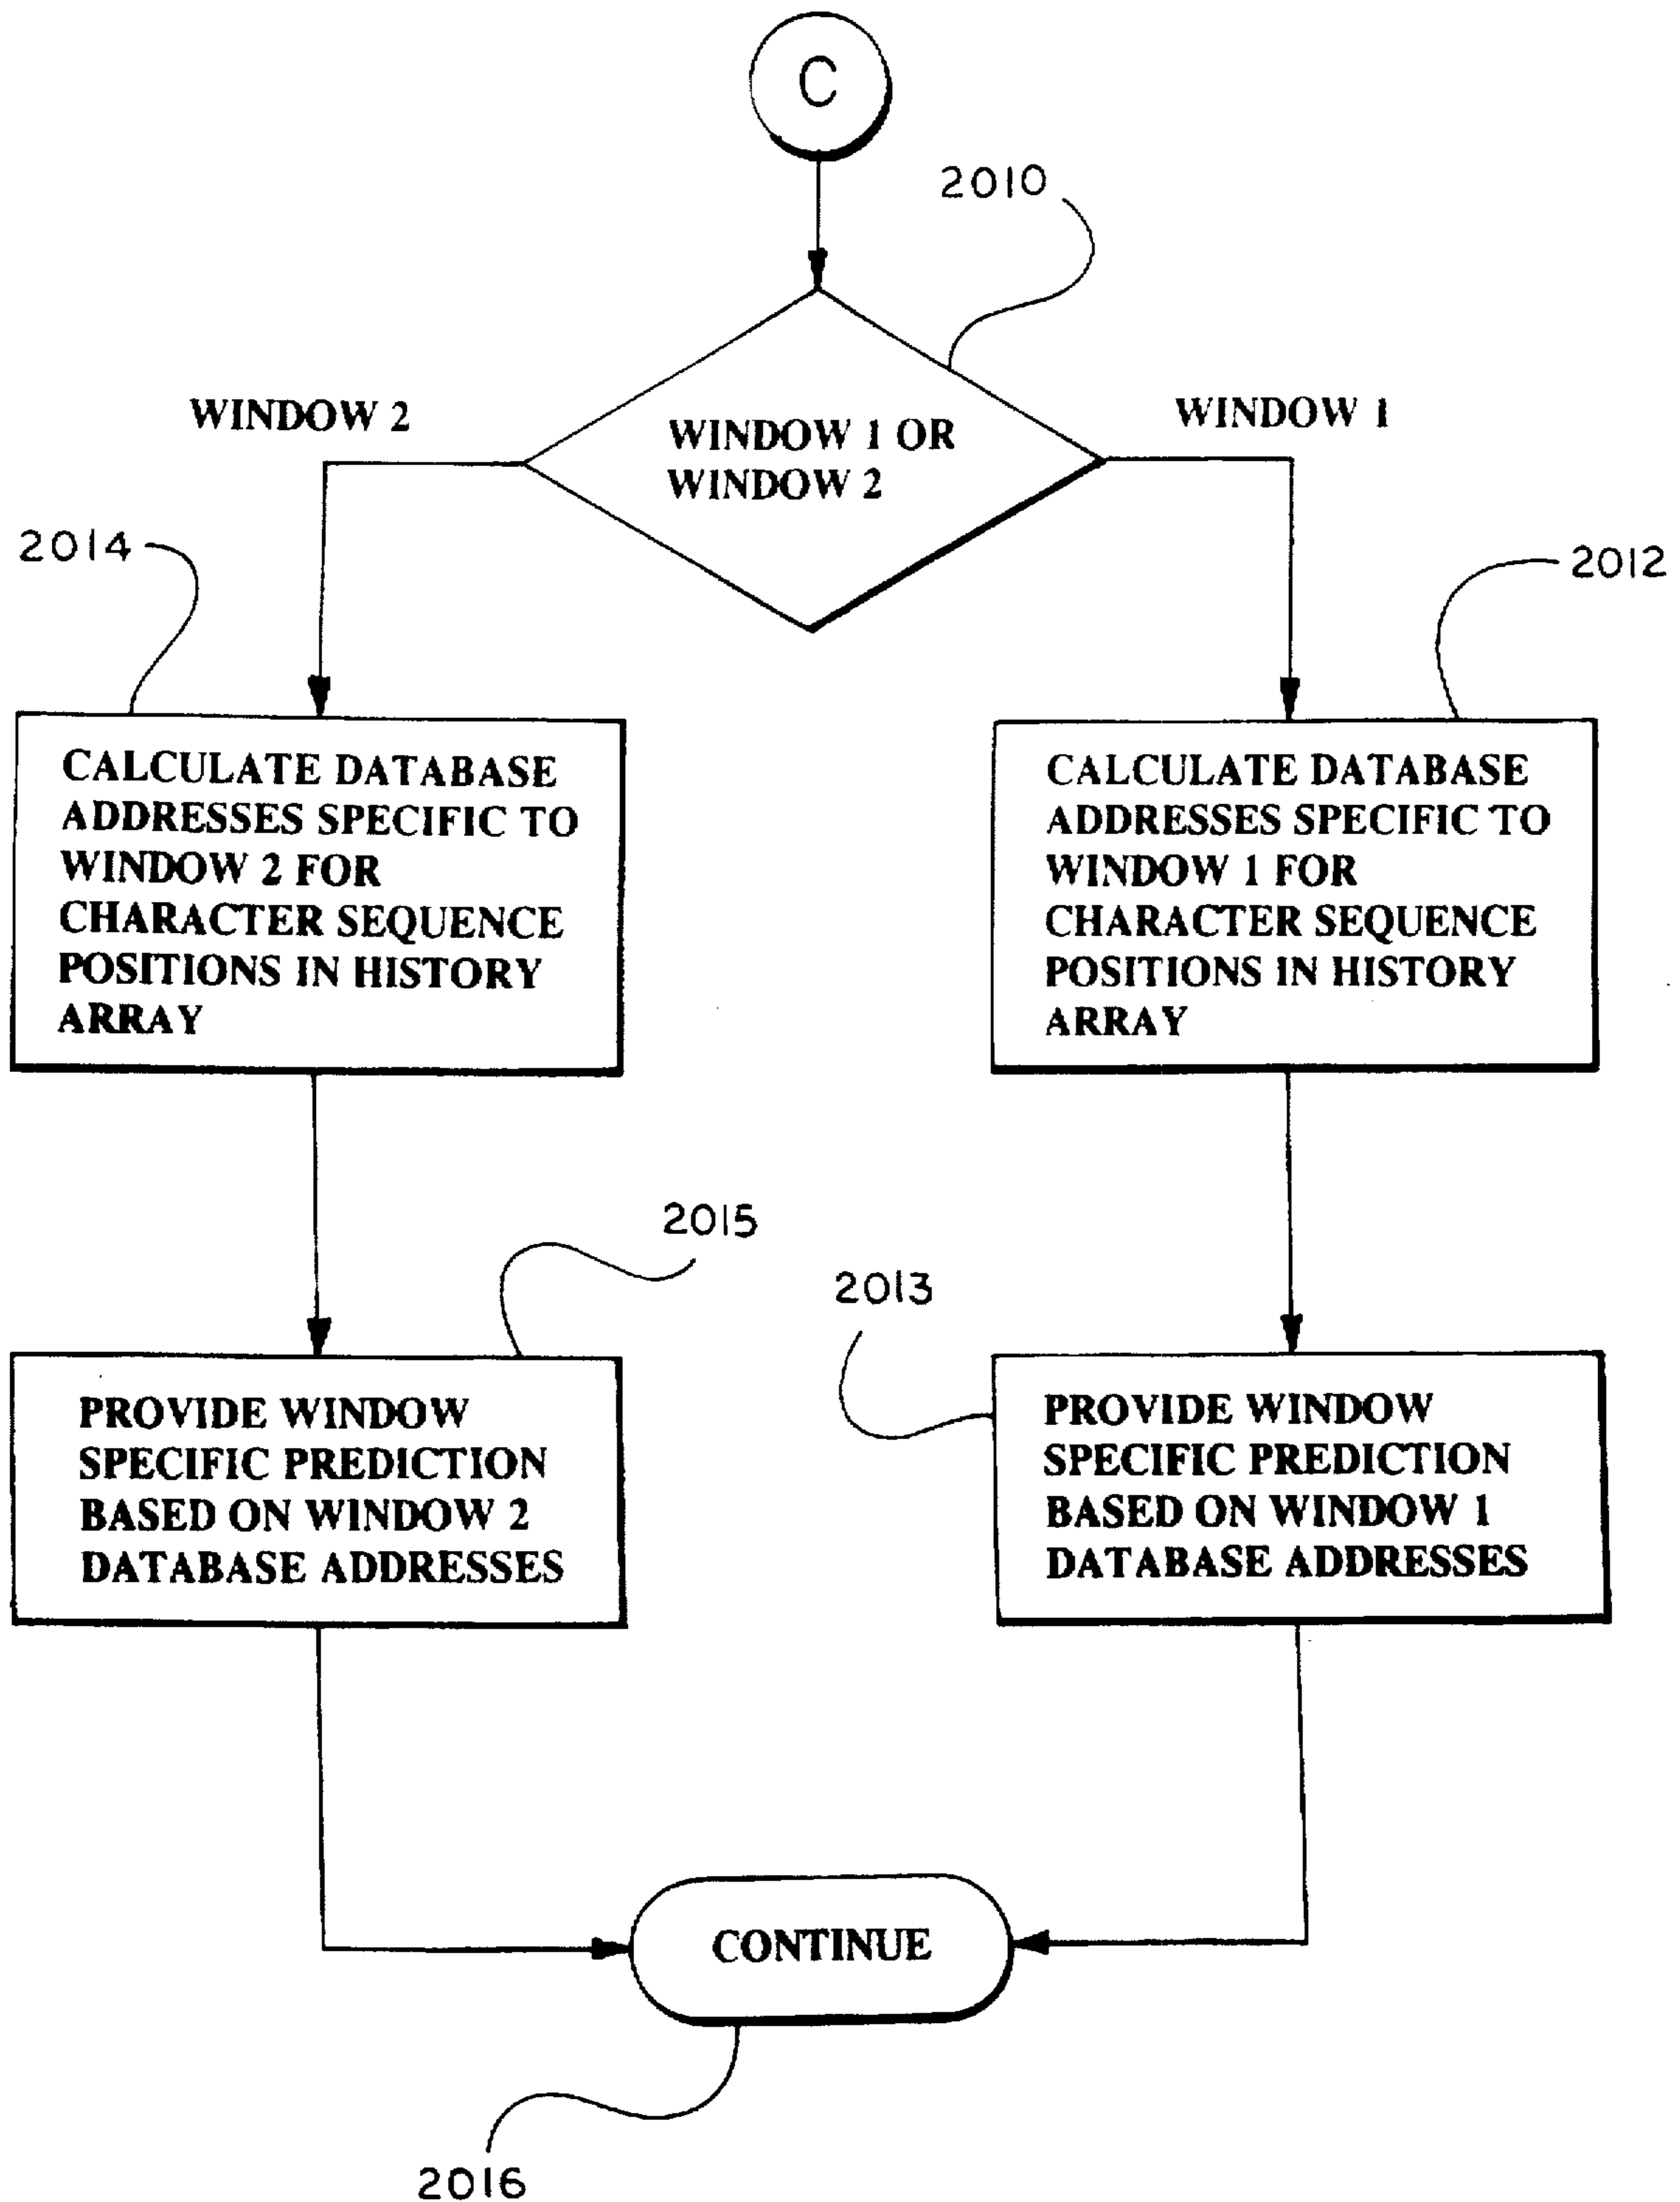 C
2010
WINDOW 2
WINDOW 1
WINDOW 1 OR
WINDOW 2
2014
2012
CALCULATE DATABASE
ADDRESSES SPECIFIC TO
WINDOW 2 FOR
CHARACTER SEQUENCE
POSITIONS IN HISTORY
ARRAY
CALCULATE DATABASE
ADDRESSES SPECIFIC TO
WINDOW 1 FOR
CHARACTER SEQUENCE
POSITIONS IN HISTORY
ARRAY
2015
2013
PROVIDE WINDOW
SPECIFIC PREDICTION
BASED ON WINDOW 2
DATABASE ADDRESSES
PROVIDE WINDOW
SPECIFIC PREDICTION
BASED ON WINDOW 1
DATABASE ADDRESSES
CONTINUE
2016